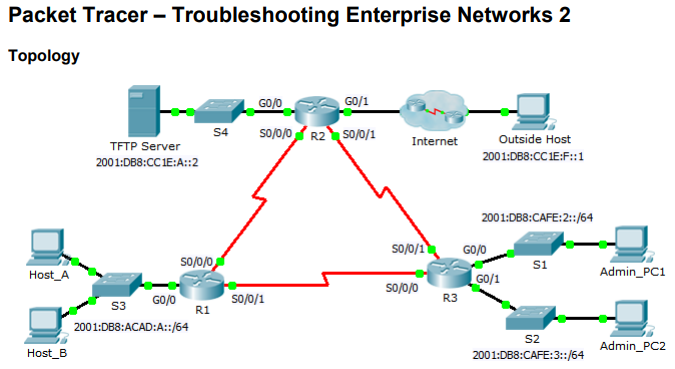 Packet Tracer – Troubleshooting Enterprise Networks 2
Topology
G0/0
G0/1
S4
R2
TFTP Server
2001:DB8:CC1E:A::2
S0/0/0
S0/0/1
Internet
Outside Host
2001:DB8:CC1E:F::1
2001:DB8:CAFE:2::/64
S0/0/0
S0/0/1
G0/0
S1
Admin_PC1
Host_A
S3
G0/0
R1
S0/0/1
S0/0/0
R3
G0/1
2001:DB8:ACAD:A::/64
Host_B
S2
Admin_PC2
2001:DB8:CAFE:3::/64